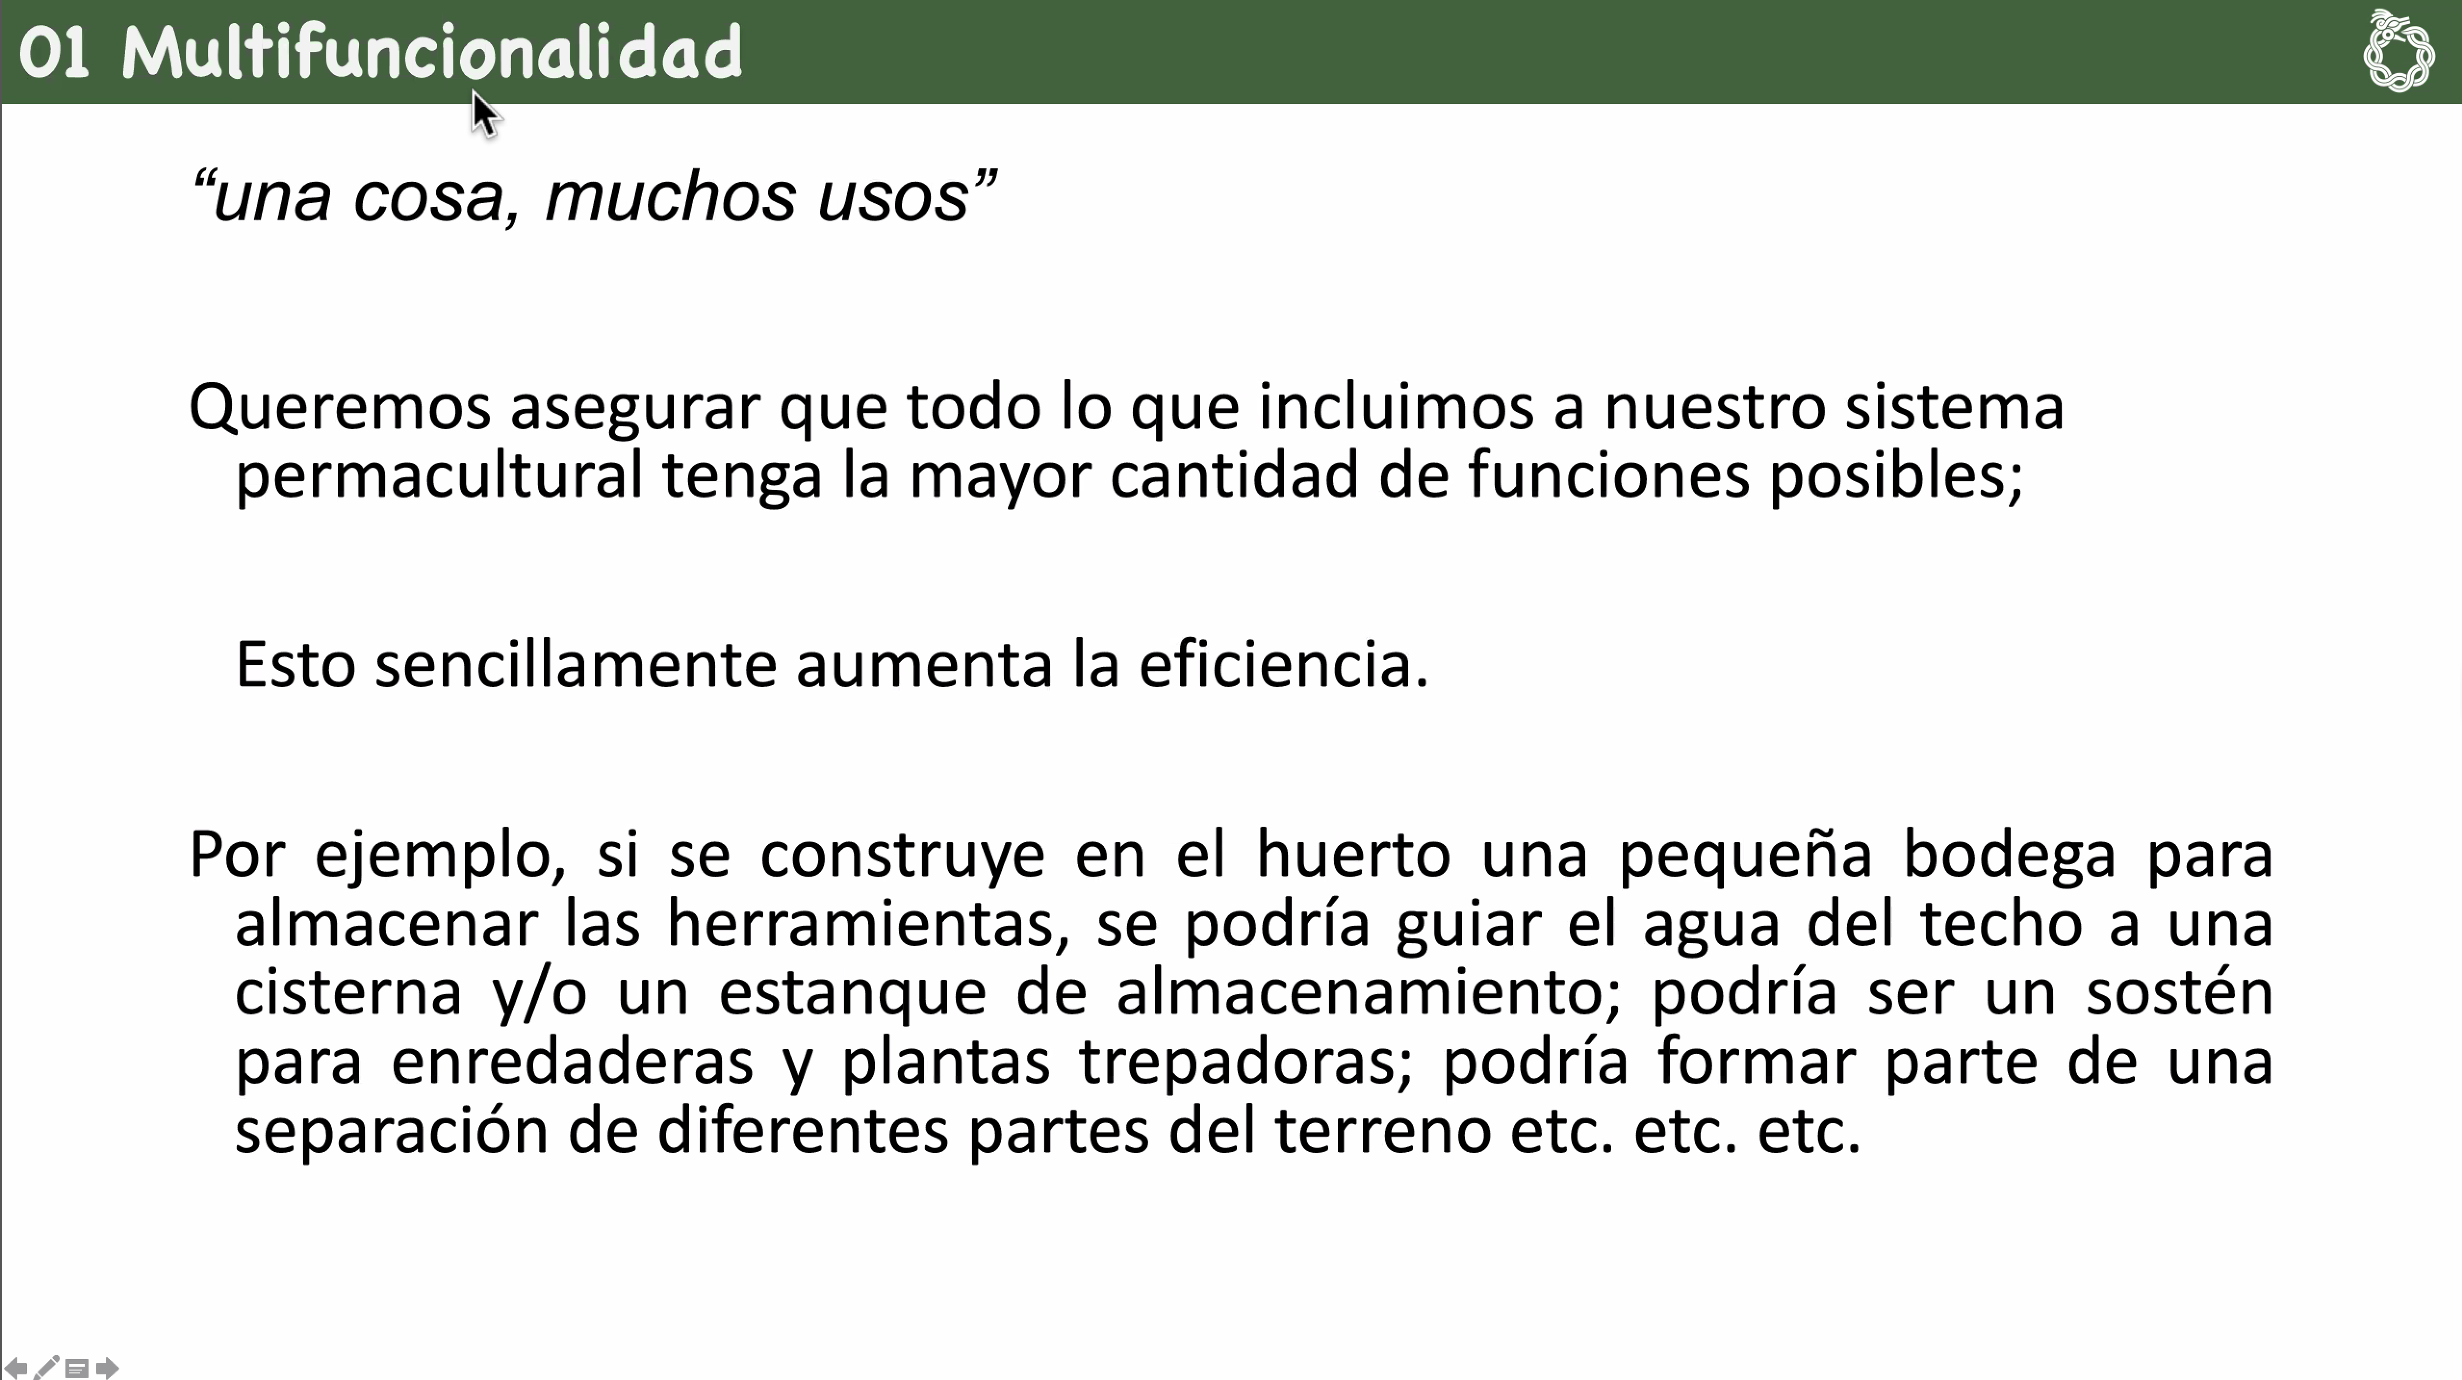 01 Multifuncionalidad
“una cosa, muchos usos”
Queremos asegurar que todo lo que incluimos a nuestro sistema
permacultural tenga la mayor cantidad de funciones posibles;
Esto sencillamente aumenta la eficiencia.
Por ejemplo, si se construye en el huerto una pequeña bodega para
almacenar las herramientas, se podría guiar el agua del techo a una
cisterna y/o un estanque de almacenamiento; podría ser un sostén
para enredaderas y plantas trepadoras; podría formar parte de una
separación de diferentes partes del terreno etc. etc. etc.